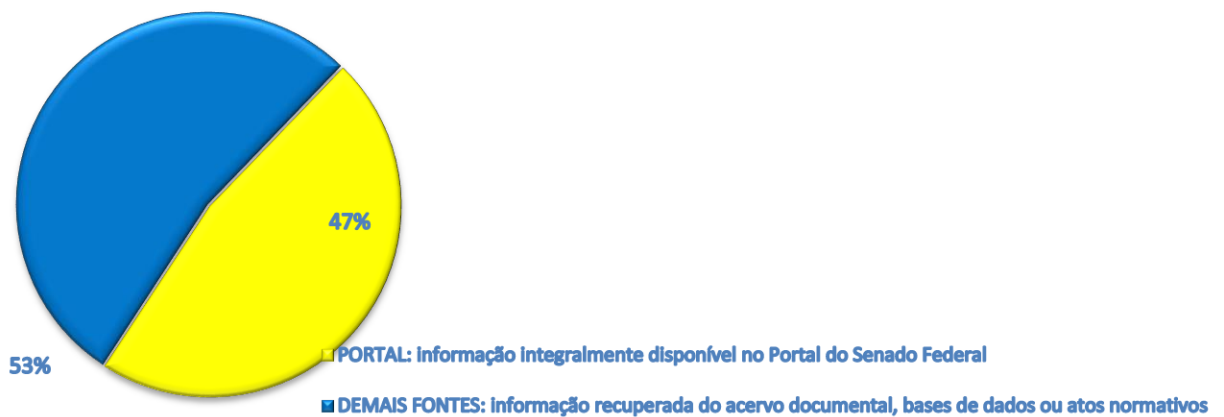 47%
53%
PORTAL: informação integralmente disponível no Portal do Senado Federal
DEMAIS FONTES: informação recuperada do acervo documental, bases de dados ou atos normativos